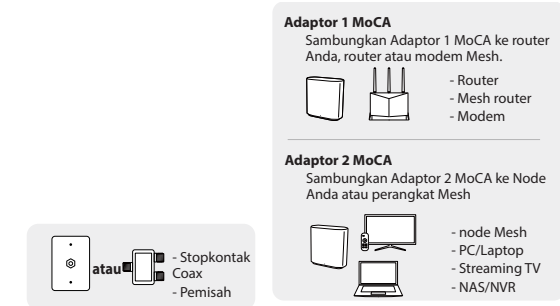 Adaptor 1 MoCA
Sambungkan Adaptor 1 MoCA ke router
Anda, router atau modem Mesh.
- Router
- Mesh router
- Modem
Adaptor 2 MoCA
Sambungkan Adaptor 2 MoCA ke Node
Anda atau perangkat Mesh
- node Mesh
- PC/Laptop
- Streaming TV
- NAS/NVR
atau
- Stopkontak
Coax
- Pemisah